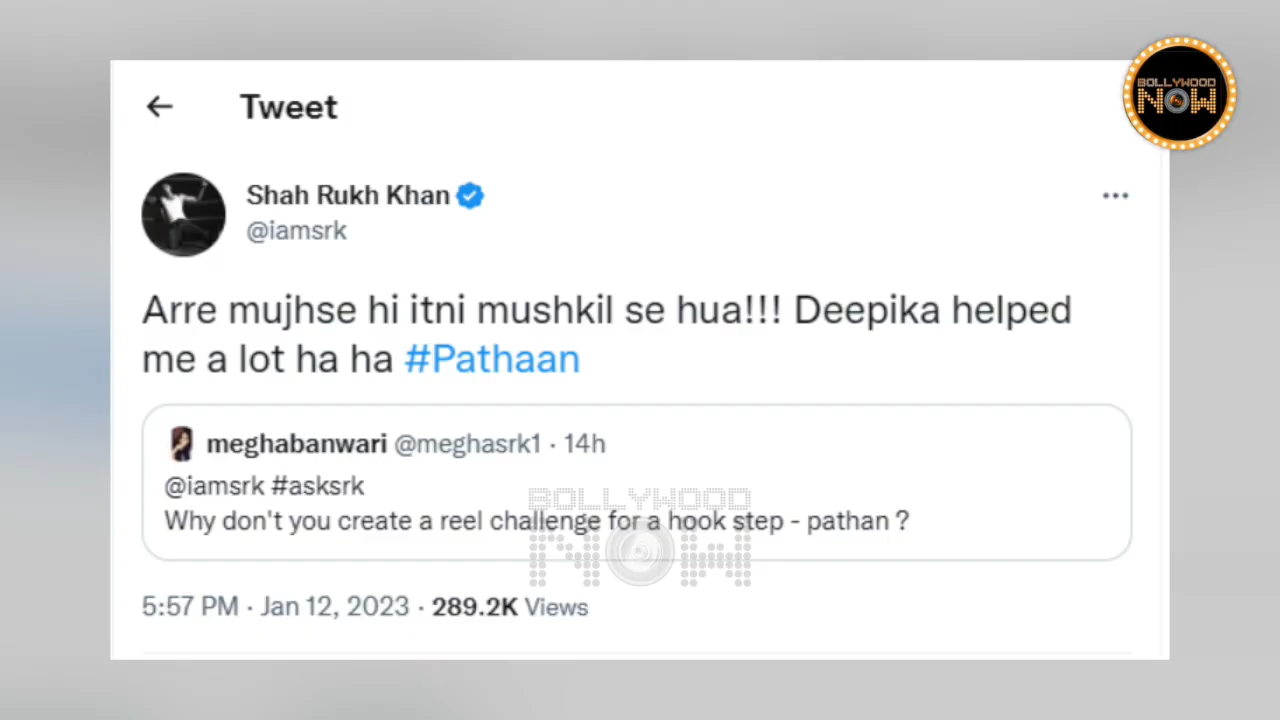 BOLLYWOOD
NOW
Tweet
Shah Rukh Khan
@iamsrk
Arre mujhse hi itni mushkil se hua!!! Deepika helped
me a lot ha ha #Pathaan
meghabanwari @meghasrk1 · 14h
@iamsrk #asksrk
Why don't you create a reel challenge for a hook step - pathan ?
BOLLYWOOD
NOW
5:57 PM · Jan 12, 2023 · 289.2K Views